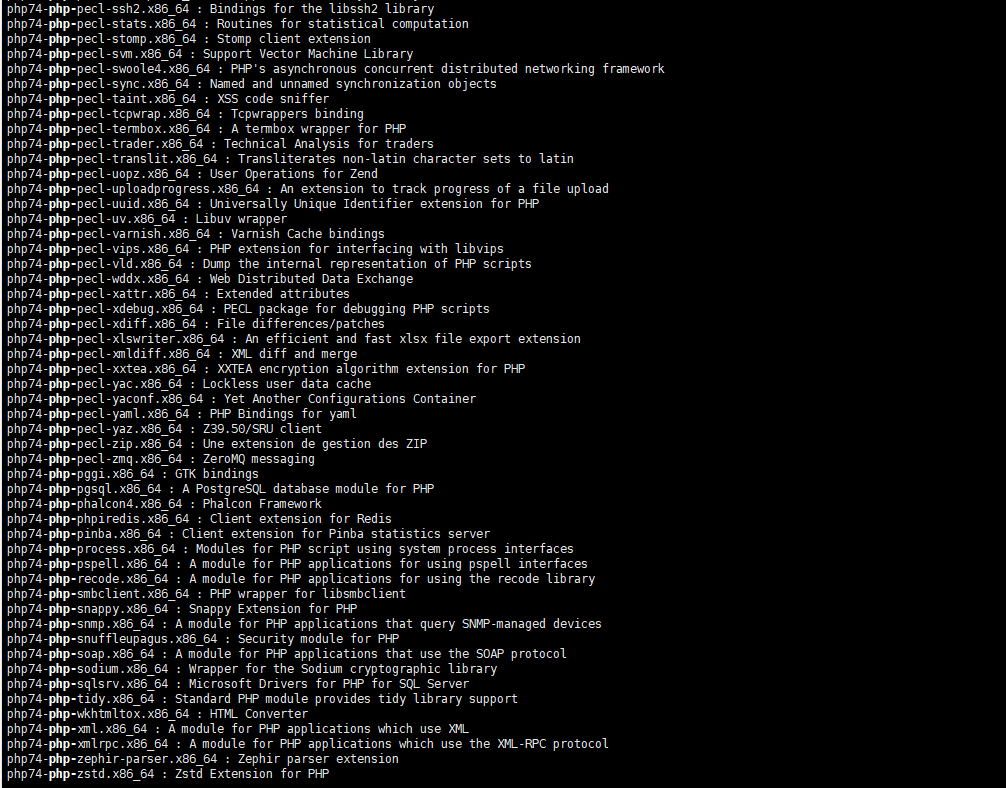 php74-php-pecl-ssh2.x86_64 : Bindings for the libssh2 library
php74-php-pecl-stats.x86_64 : Routines for statistical computation
php74-php-pecl-stomp.x86_64 : Stomp client extension
php74-php-pecl-svm.x86_64 : Support Vector Machine Library
php74-php-pecl-swoole4.x86_64 : PHP's asynchronous concurrent distributed networking framework
php74-php-pecl-sync.x86_64 : Named and unnamed synchronization objects
php74-php-pecl-taint.x86_64 : XSS code sniffer
php74-php-pecl-tcpwrap.x86_64 : Tcpwrappers binding
php74-php-pecl-termbox.x86_64 : A termbox wrapper for PHP
php74-php-pecl-trader.x86_64 : Technical Analysis for traders
php74-php-pecl-translit.x86_64 : Transliterates non-latin character sets to latin
php74-php-pecl-uopz.x86_64 : User Operations for Zend
php74-php-pecl-uploadprogress.x86_64 : An extension to track progress of a file upload
php74-php-pecl-uuid.x86_64 : Universally Unique Identifier extension for PHP
php74-php-pecl-uv.x86_64 : Libuv wrapper
php74-php-pecl-varnish.x86_64 : Varnish Cache bindings
php74-php-pecl-vips.x86_64 : PHP extension for interfacing with libvips
php74-php-pecl-vld.x86_64 : Dump the internal representation of PHP scripts
php74-php-pecl-wddx.x86_64 : Web Distributed Data Exchange
php74-php-pecl-xattr.x86_64 : Extended attributes
php74-php-pecl-xdebug.x86_64 : PECL package for debugging PHP scripts
php74-php-pecl-xdiff.x86_64 : File differences/patches
php74-php-pecl-xlswriter.x86_64 : An efficient and fast xlsx file export extension
php74-php-pecl-xmldiff.x86_64 : XML diff and merge
php74-php-pecl-xxtea.x86_64 : XXTEA encryption algorithm extension for PHP
php74-php-pecl-yac.x86_64 : Lockless user data cache
php74-php-pecl-yaconf.x86_64 : Yet Another Configurations Container
php74-php-pecl-yaml.x86_64 : PHP Bindings for yaml
php74-php-pecl-yaz.x86_64 : Z39.50/SRU client
php74-php-pecl-zip.x86_64 : Une extension de gestion des ZIP
php74-php-pecl-zmq.x86_64 : ZeroMQ messaging
php74-php-pggi.x86_64 : GTK bindings
php74-php-pgsql.x86_64 : A PostgreSQL database module for PHP
php74-php-phalcon4.x86_64 : Phalcon Framework
php74-php-phpiredis.x86_64 : Client extension for Redis
php74-php-pinba.x86_64 : Client extension for Pinba statistics server
php74-php-process.x86_64 : Modules for PHP script using system process interfaces
php74-php-pspell.x86_64 : A module for PHP applications for using pspell interfaces
php74-php-recode.x86_64 : A module for PHP applications for using the recode library
php74-php-smbclient.x86_64 : PHP wrapper for libsmbclient
php74-php-snappy.x86_64 : Snappy Extension for PHP
php74-php-snmp.x86_64 : A module for PHP applications that query SNMP-managed devices
php74-php-snuffleupagus.x86_64 : Security module for PHP
php74-php-soap.x86_64 : A module for PHP applications that use the SOAP protocol
php74-php-sodium.x86_64 : Wrapper for the Sodium cryptographic library
php74-php-sqlsrv.x86_64 : Microsoft Drivers for PHP for SQL Server
php74-php-tidy.x86_64 : Standard PHP module provides tidy library support
php74-php-wkhtmltox.x86_64 : HTML Converter
php74-php-xml.x86_64 : A module for PHP applications which use XML
php74-php-xmlrpc.x86_64 : A module for PHP applications which use the XML-RPC protocol
php74-php-zephir-parser.x86_64 : Zephir parser extension
php74-php-zstd.x86_64 : Zstd Extension for PHP